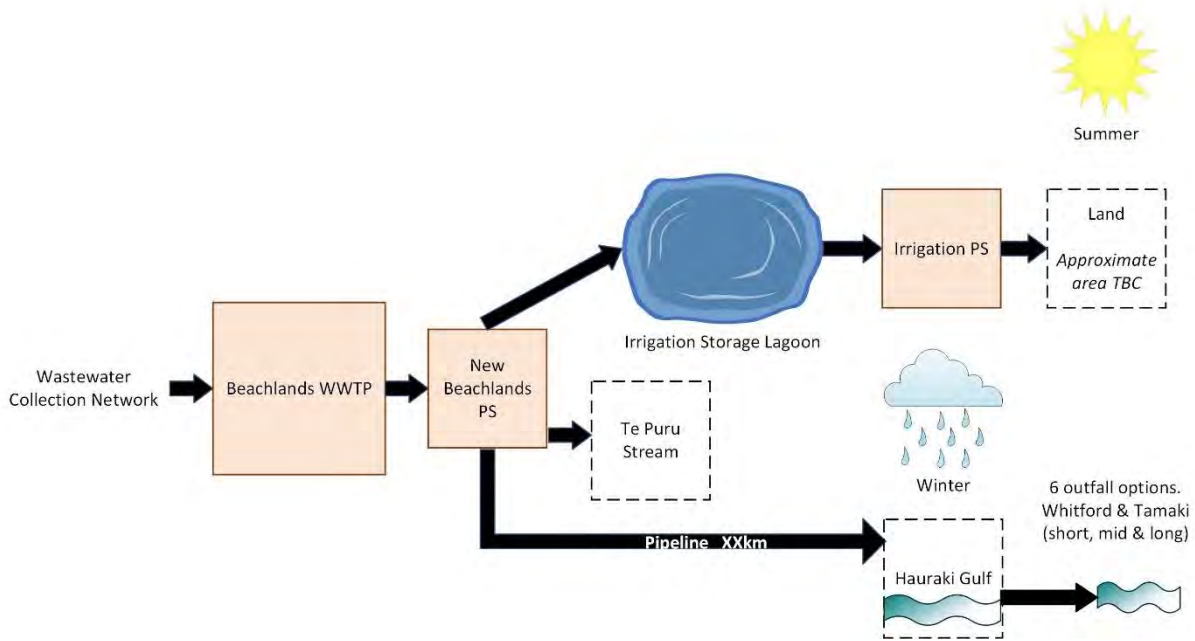 Summer
Land
Approximate
area TBC
Irrigation PS
Irrigation Storage Lagoon
Wastewater
Collection Network
Beachlands WWTP
New
Beachlands
PS
Te Puru
Stream
Winter
6 outfall options.
Whitford & Tamaki
(short, mid & long)
Pipeline XXkm
Hauraki Gulf